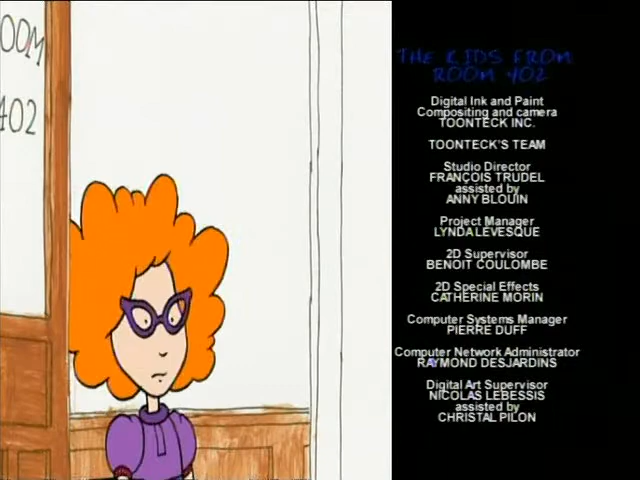 ROOM
402
THE KIDS FROM
ROOM 402
Digital Ink and Paint
Compositing and camera
TOONTECK INC.
TOONTECK'S TEAM
Studio Director
FRANÇOIS TRUDEL
assisted by
ANNY BLOUIN
Project Manager
LYNDA LÉVESQUE
2D Supervisor
BENOIT COULOMBE
2D Special Effects
CATHERINE MORIN
Computer Systems Manager
PIERRE DUFF
Computer Network Administrator
RAYMOND DESJARDINS
Digital Art Supervisor
NICOLAS LEBESSIS
assisted by
CHRISTAL PILON